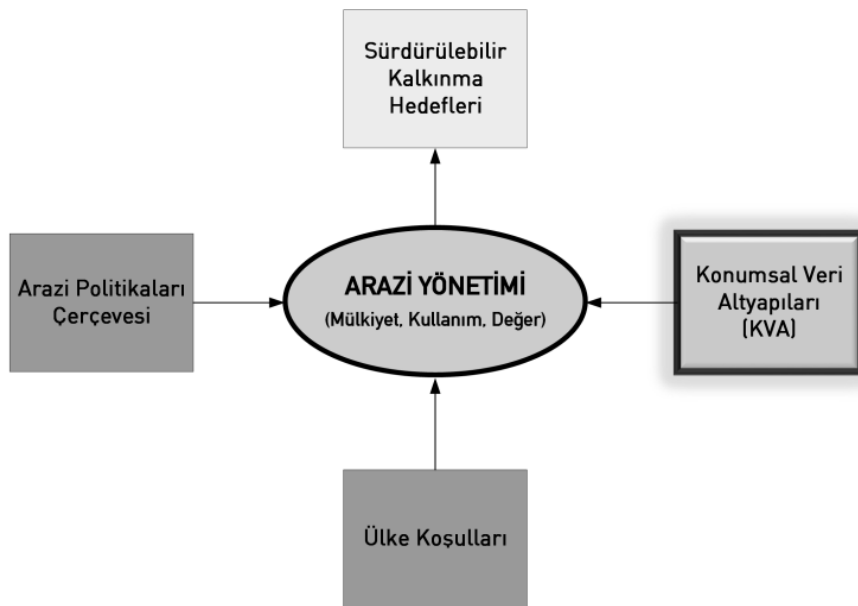 Sürdürülebilir
Kalkınma
Hedefleri
Arazi Politikaları
Çerçevesi
ARAZİ YÖNETİMİ
(Mülkiyet, Kullanım, Değer)
Konumsal Veri
Altyapıları
(KVA)
Ülke Koşulları